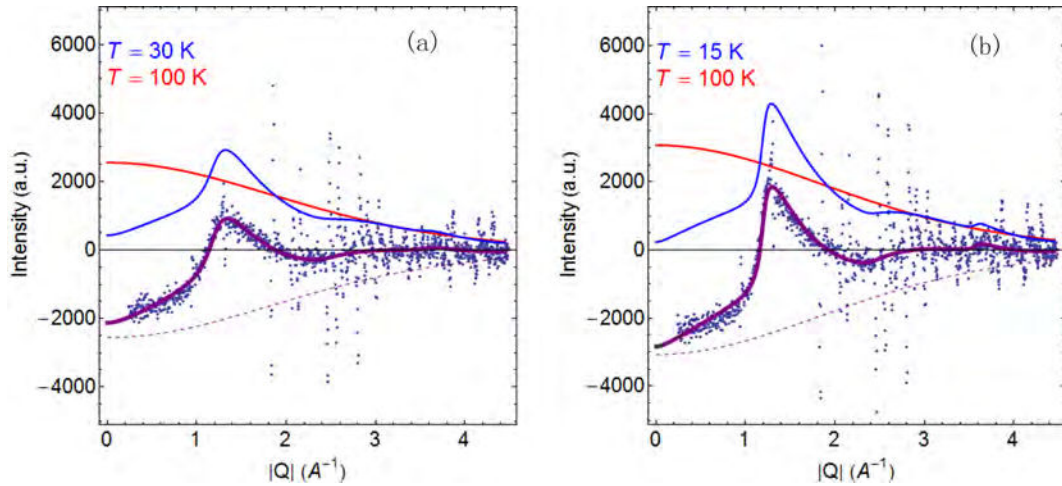 (a)
T = 30 K
T = 100 K
Intensity (a.u.)
6000
4000
2000
0
−2000
−4000
0 1 2 3 4
|Q| (A⁻¹)
(b)
T = 15 K
T = 100 K
Intensity (a.u.)
6000
4000
2000
0
−2000
−4000
0 1 2 3 4
|Q| (A⁻¹)